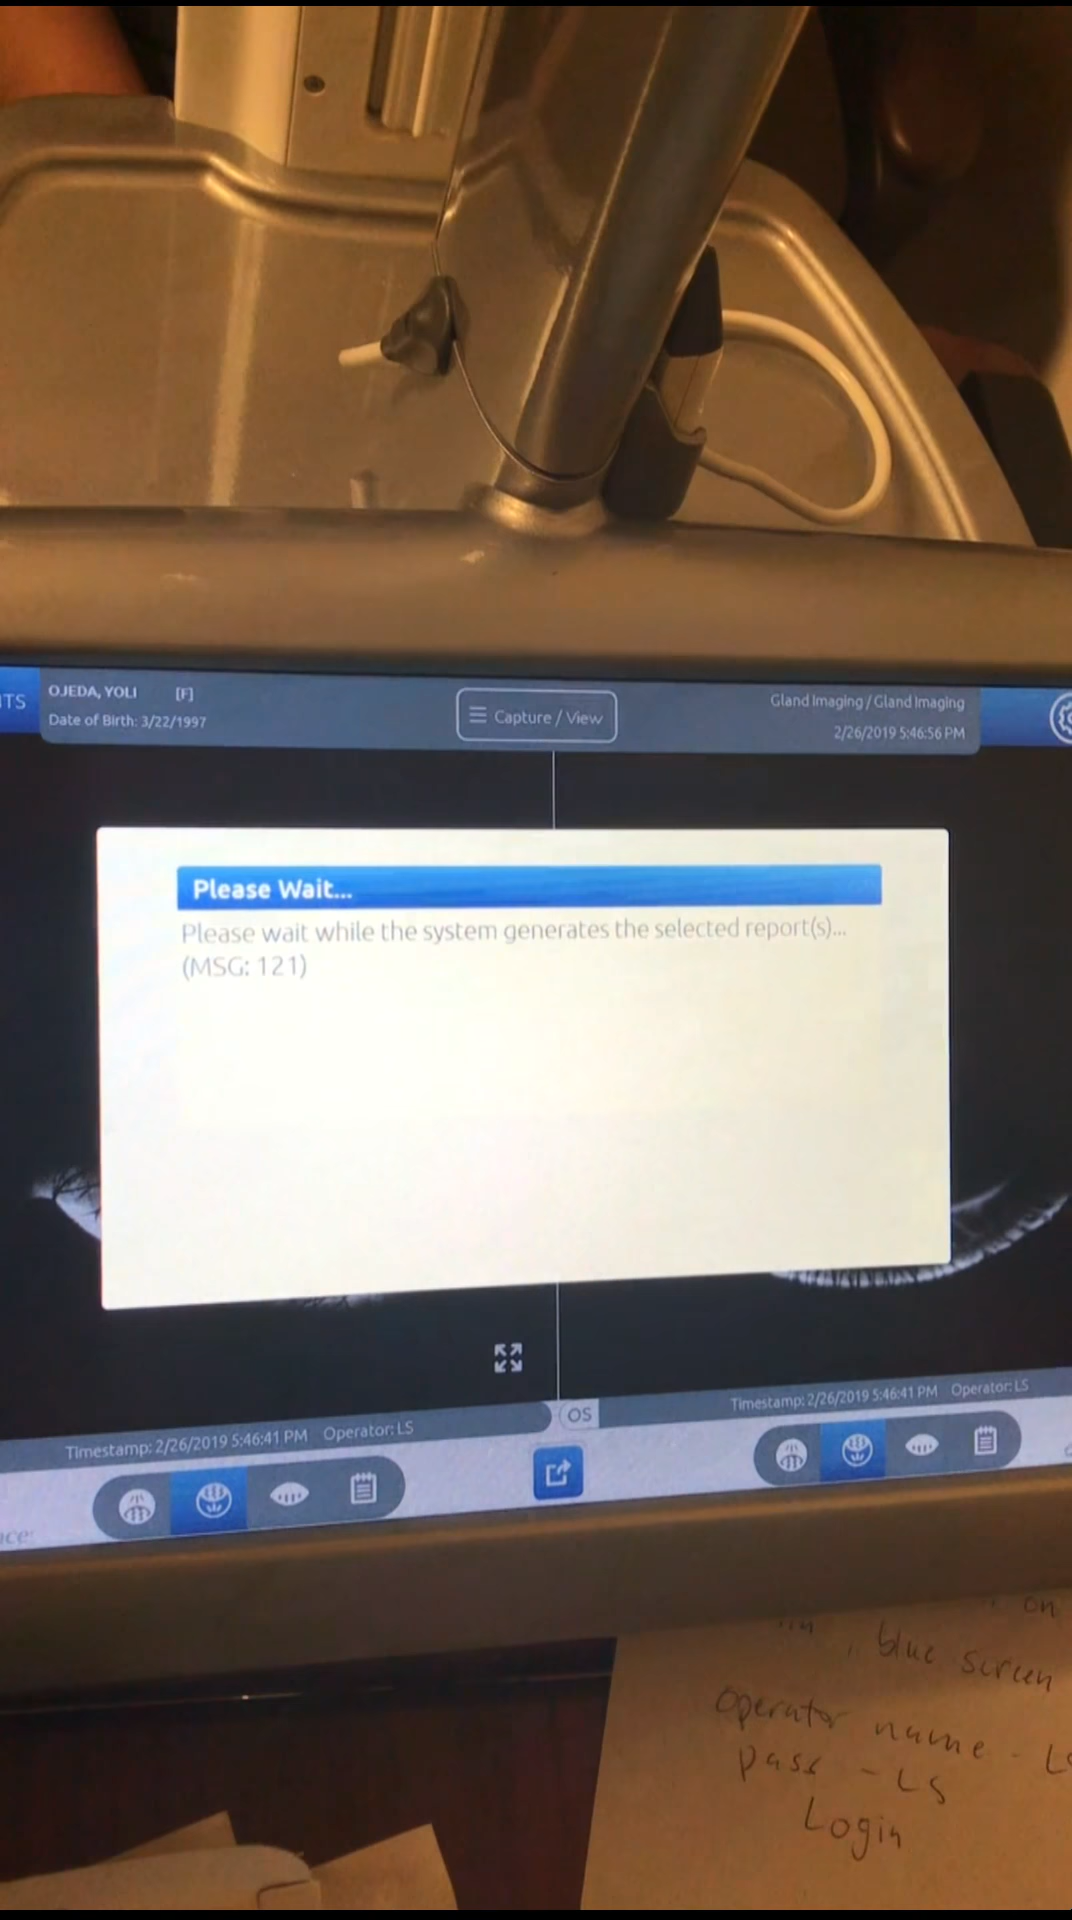 OJEDA, YOLI [F]
Date of Birth: 3/22/1997
Capture / View
Gland Imaging / Gland Imaging
2/26/2019 5:46:56 PM
Please Wait...
Please wait while the system generates the selected report(s)...
(MSG: 121)
Timestamp: 2/26/2019 5:46:41 PM Operator: LS
OS
Timestamp: 2/26/2019 5:46:41 PM Operator: LS
on
blue screen
operator name - LS
pass - LS
Login